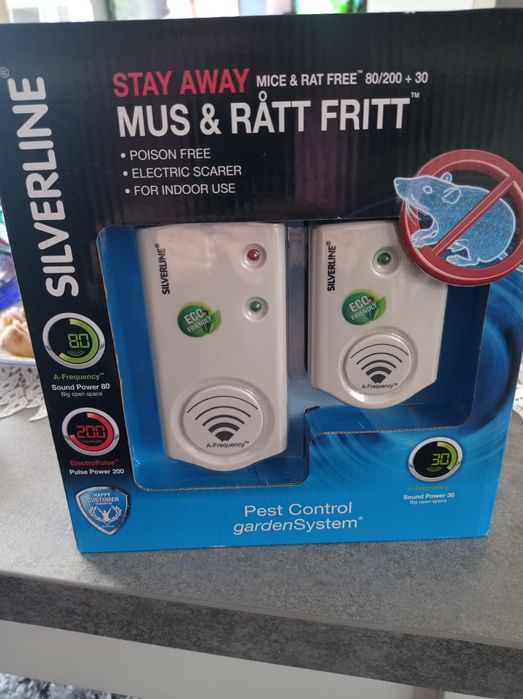 SILVERLINE®
STAY AWAY MICE & RAT FREE™ 80/200 + 30
MUS & RÅTT FRITT™
• POISON FREE
• ELECTRIC SCARER
• FOR INDOOR USE
SILVERLINE®
ECO
FRIENDLY
A-Frequency™
SILVERLINE®
ECO
FRIENDLY
A-Frequency™
80
A-Frequency™
Sound Power 80
Big open space
200
ElectroPulse™
Pulse Power 200
HAPPY
CUSTOMER
30
A-Frequency™
Sound Power 30
Big open space
Pest Control
gardenSystem®